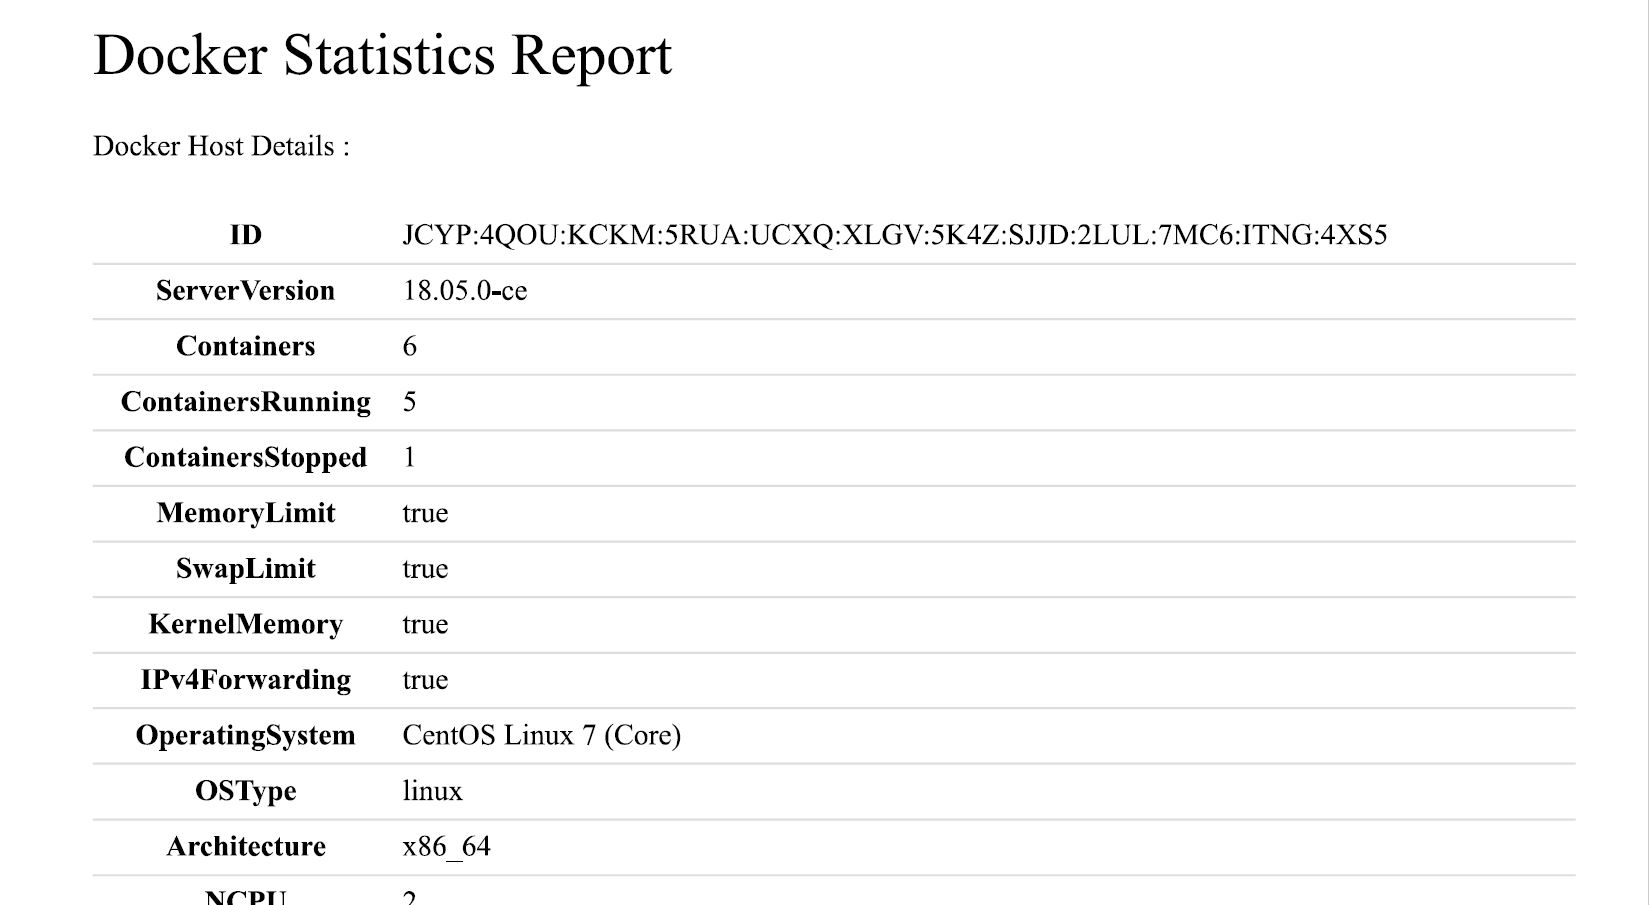 Docker Statistics Report
Docker Host Details :
ID JCYP:4QOU:KCKM:5RUA:UCXQ:XLGV:5K4Z:SJJD:2LUL:7MC6:ITNG:4XS5
ServerVersion 18.05.0-ce
Containers 6
ContainersRunning 5
ContainersStopped 1
MemoryLimit true
SwapLimit true
KernelMemory true
IPv4Forwarding true
OperatingSystem CentOS Linux 7 (Core)
OSType linux
Architecture x86_64
NCPU 2